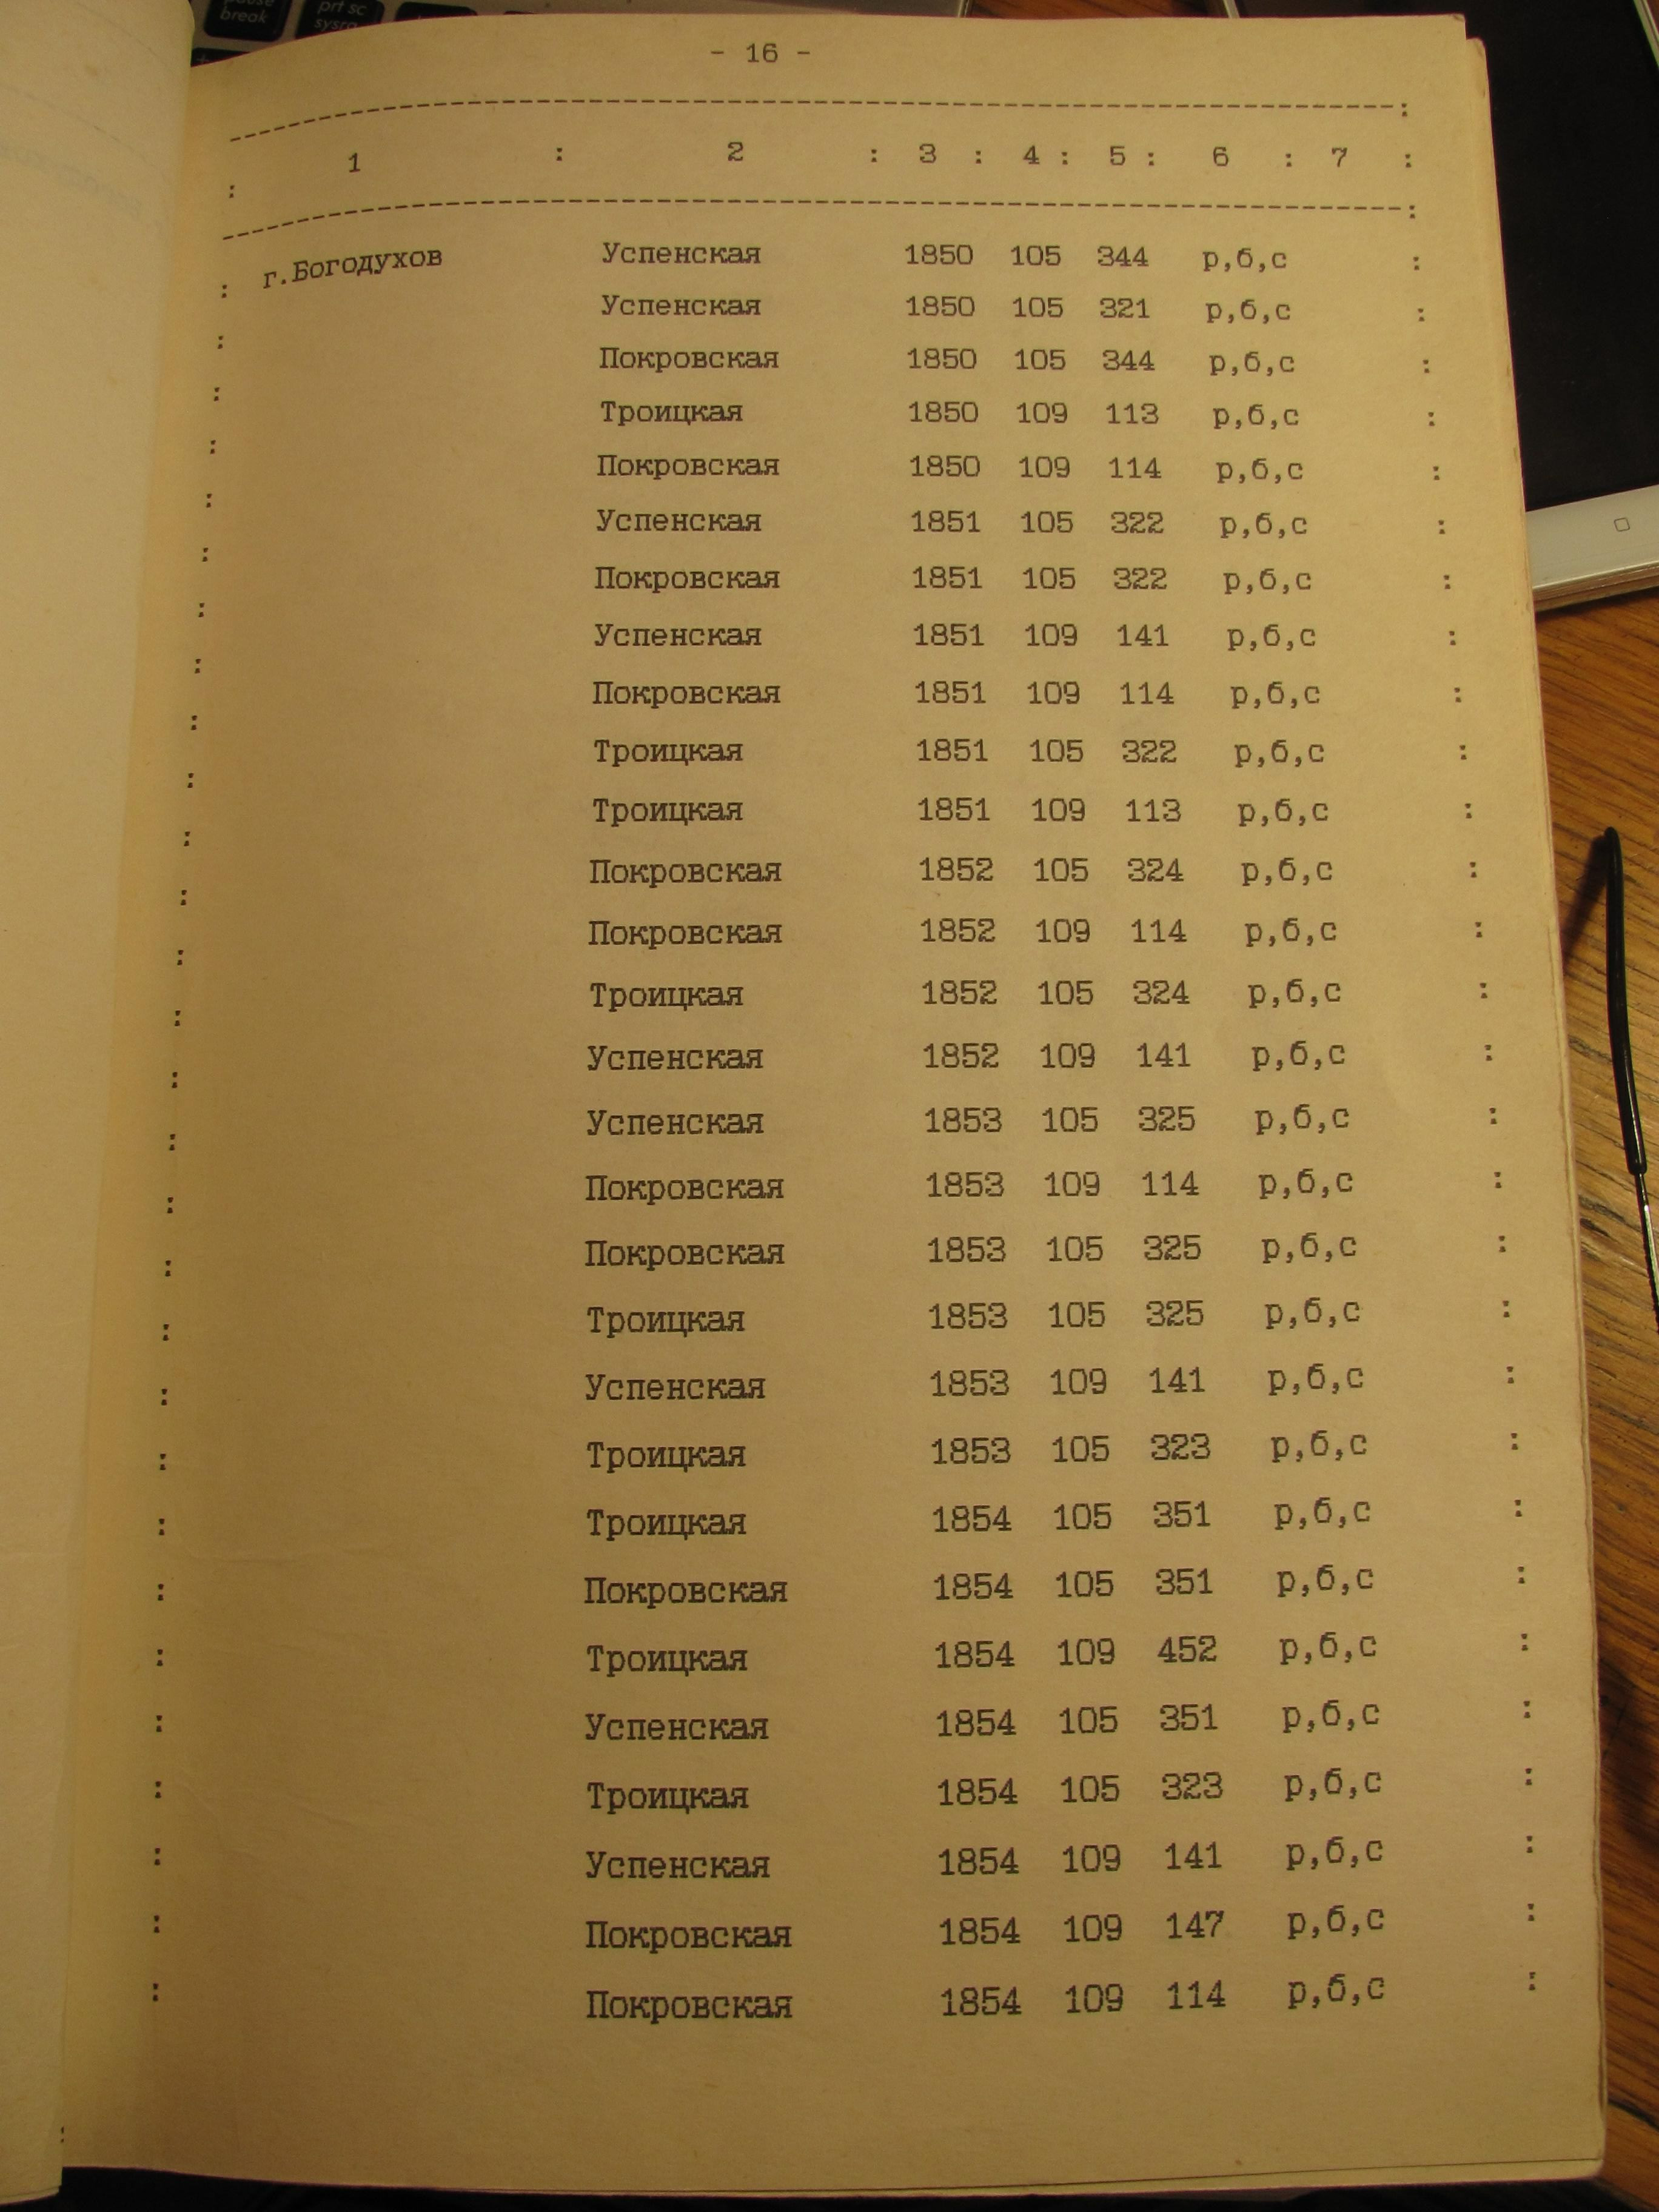 pause
break
prt sc
sysrq
- 16 -
: 1 : 2 : 3 : 4 : 5 : 6 : 7 :
: г.Богодухов Успенская 1850 105 344 р,б,с :
: Успенская 1850 105 321 р,б,с :
: Покровская 1850 105 344 р,б,с :
: Троицкая 1850 109 113 р,б,с :
: Покровская 1850 109 114 р,б,с :
: Успенская 1851 105 322 р,б,с :
: Покровская 1851 105 322 р,б,с :
: Успенская 1851 109 141 р,б,с :
: Покровская 1851 109 114 р,б,с :
: Троицкая 1851 105 322 р,б,с :
: Троицкая 1851 109 113 р,б,с :
: Покровская 1852 105 324 р,б,с :
: Покровская 1852 109 114 р,б,с :
: Троицкая 1852 105 324 р,б,с :
: Успенская 1852 109 141 р,б,с :
: Успенская 1853 105 325 р,б,с :
: Покровская 1853 109 114 р,б,с :
: Покровская 1853 105 325 р,б,с :
: Троицкая 1853 105 325 р,б,с :
: Успенская 1853 109 141 р,б,с :
: Троицкая 1853 105 323 р,б,с :
: Троицкая 1854 105 351 р,б,с :
: Покровская 1854 105 351 р,б,с :
: Троицкая 1854 109 452 р,б,с :
: Успенская 1854 105 351 р,б,с :
: Троицкая 1854 105 323 р,б,с :
: Успенская 1854 109 141 р,б,с :
: Покровская 1854 109 147 р,б,с :
: Покровская 1854 109 114 р,б,с :